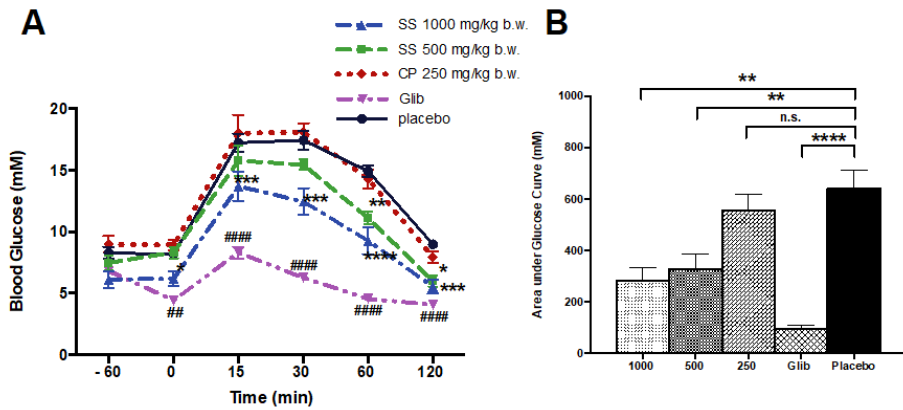 A
SS 1000 mg/kg b.w.
SS 500 mg/kg b.w.
CP 250 mg/kg b.w.
Glib
placebo
Blood Glucose (mM)
20
15
10
5
0
***
***
**
####
*
####
****
*
***
##
####
####
- 60
0
15
30
60
120
Time (min)
B
Area under Glucose Curve (mM)
1000
800
600
400
200
0
**
**
n.s.
****
1000
500
250
Glib
Placebo